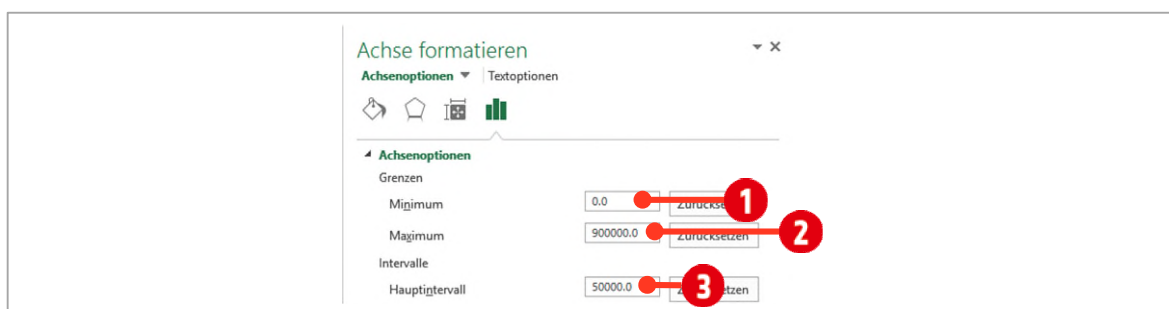 Achse formatieren
Achsenoptionen Textoptionen
Achsenoptionen
Grenzen
Minimum 0.0 1
Maximum 900000.0 Zurücksetzen 2
Intervalle
Hauptintervall 50000.0 3